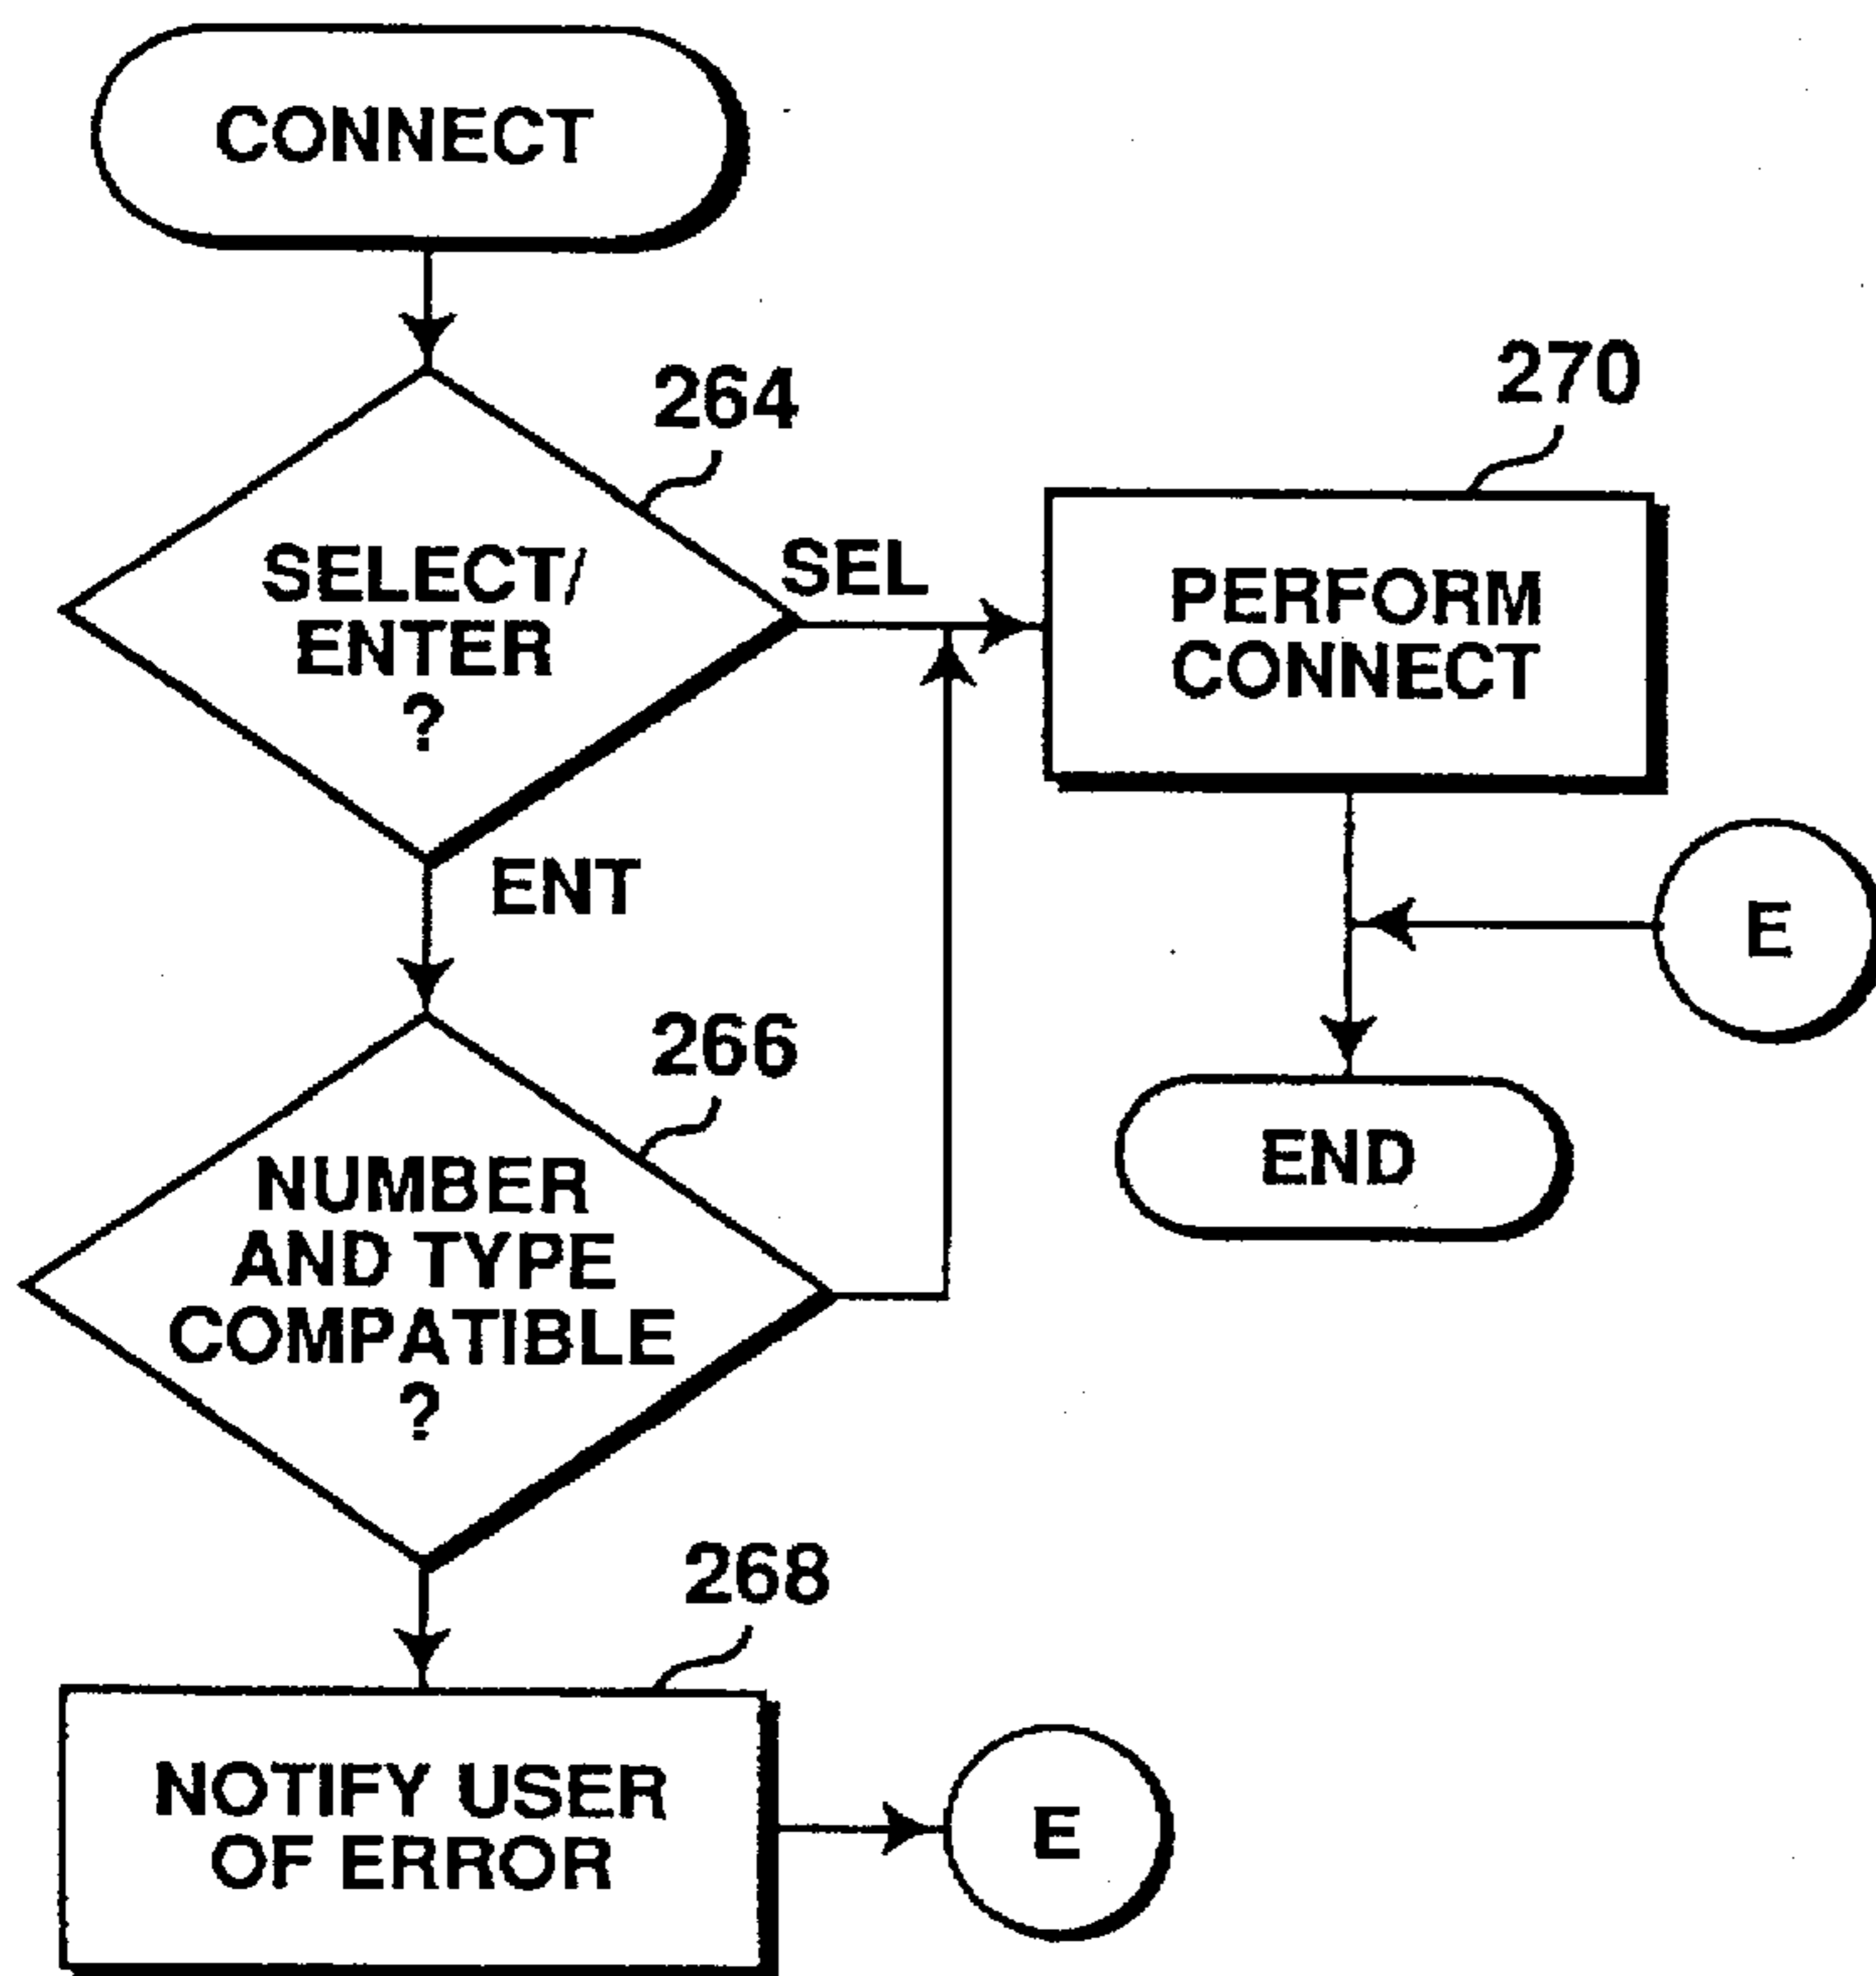 CONNECT
264
SELECT/
ENTER
?
SEL
ENT
270
PERFORM
CONNECT
E
END
266
NUMBER
AND TYPE
COMPATIBLE
?
268
NOTIFY USER
OF ERROR
E